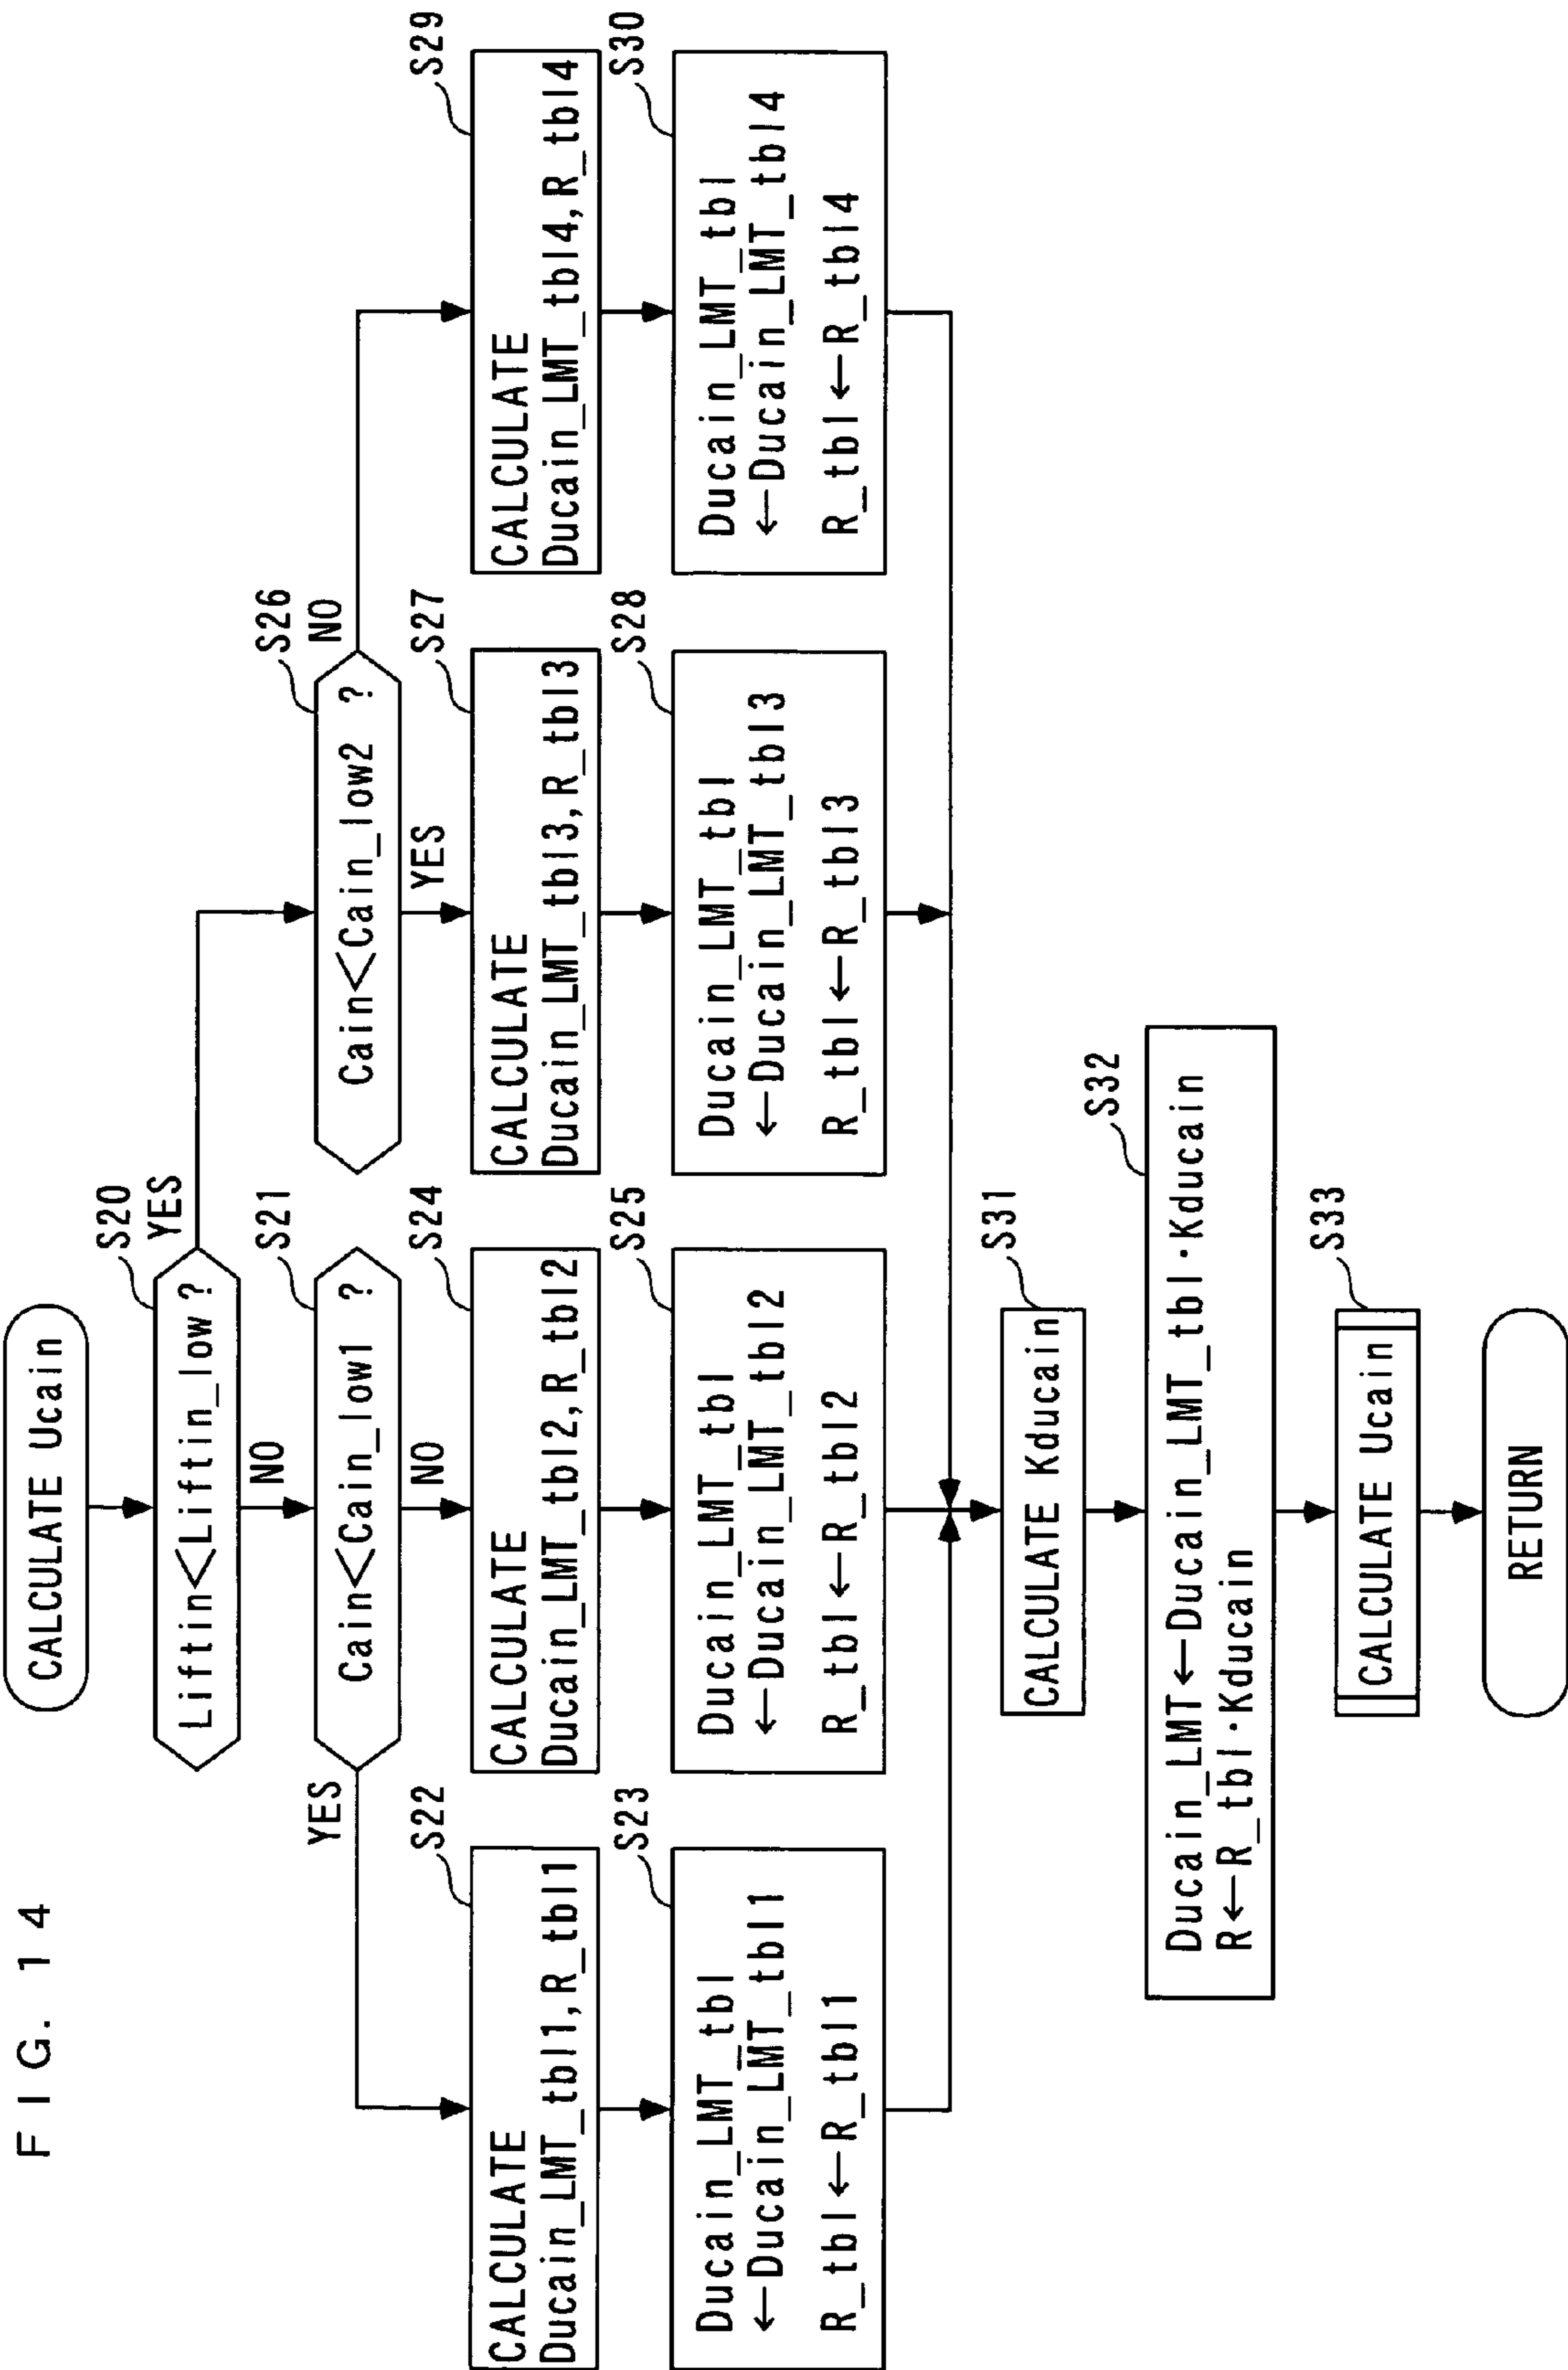 FIG. 14
CALCULATE Ucain
S20
Liftin<Liftin_low?
YES
NO
S21
Cain<Cain_low1 ?
YES
NO
S26
Cain<Cain_low2 ?
NO
YES
S22
CALCULATE
Ducain_LMT_tbl1,R_tbl1
S24
CALCULATE
Ducain_LMT_tbl2,R_tbl2
S27
CALCULATE
Ducain_LMT_tbl3,R_tbl3
S29
CALCULATE
Ducain_LMT_tbl4,R_tbl4
S23
Ducain_LMT_tbl
←Ducain_LMT_tbl1
R_tbl←R_tbl1
S25
Ducain_LMT_tbl
←Ducain_LMT_tbl2
R_tbl←R_tbl2
S28
Ducain_LMT_tbl
←Ducain_LMT_tbl3
R_tbl←R_tbl3
S30
Ducain_LMT_tbl
←Ducain_LMT_tbl4
R_tbl←R_tbl4
S31
CALCULATE Kducain
S32
Ducain_LMT←Ducain_LMT_tbl·Kducain
R←R_tbl·Kducain
S33
CALCULATE Ucain
RETURN